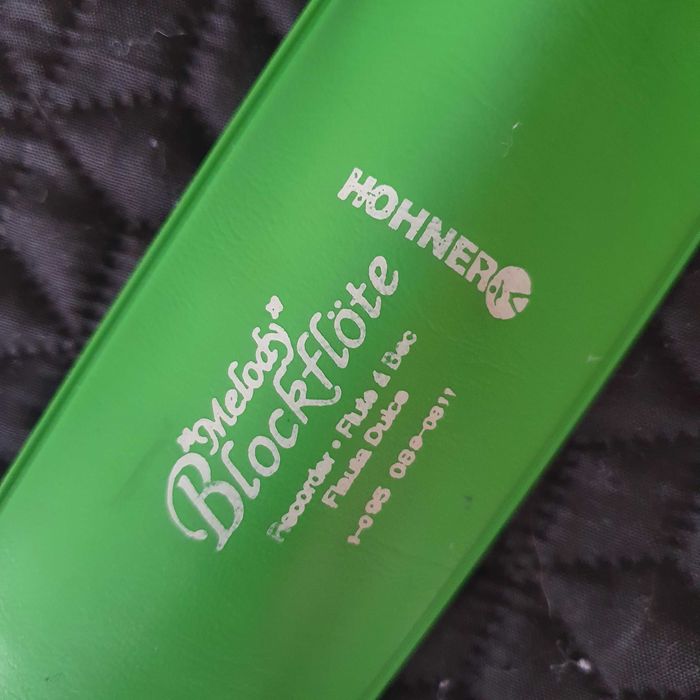 HOHNER
"Melody"
Blockflöte
Recorder • Flute á Bec
Flauta Dulce